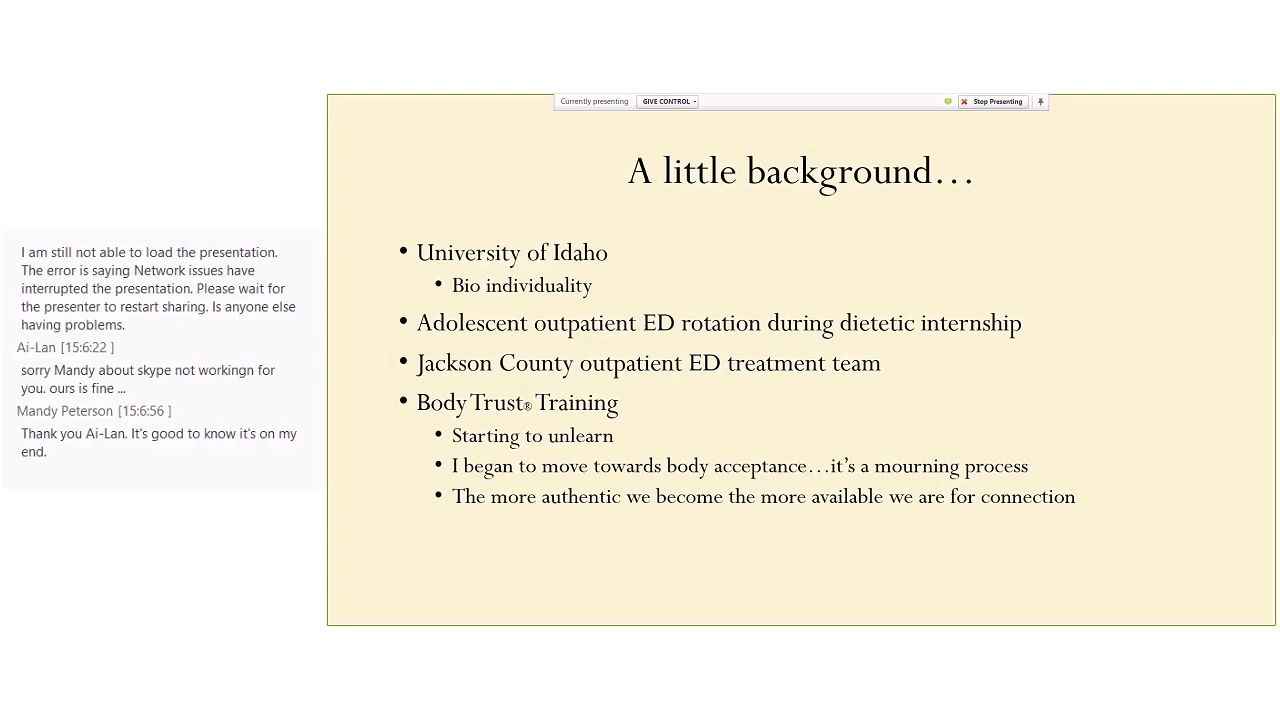 I am still not able to load the presentation.
The error is saying Network issues have
interrupted the presentation. Please wait for
the presenter to restart sharing. Is anyone else
having problems.
Ai-Lan [15:6:22 ]
sorry Mandy about skype not workingn for
you. ours is fine ...
Mandy Peterson [15:6:56 ]
Thank you Ai-Lan. It's good to know it's on my
end.
Currently presenting GIVE CONTROL Stop Presenting
A little background…
• University of Idaho
• Bio individuality
• Adolescent outpatient ED rotation during dietetic internship
• Jackson County outpatient ED treatment team
• Body Trust® Training
• Starting to unlearn
• I began to move towards body acceptance…it’s a mourning process
• The more authentic we become the more available we are for connection